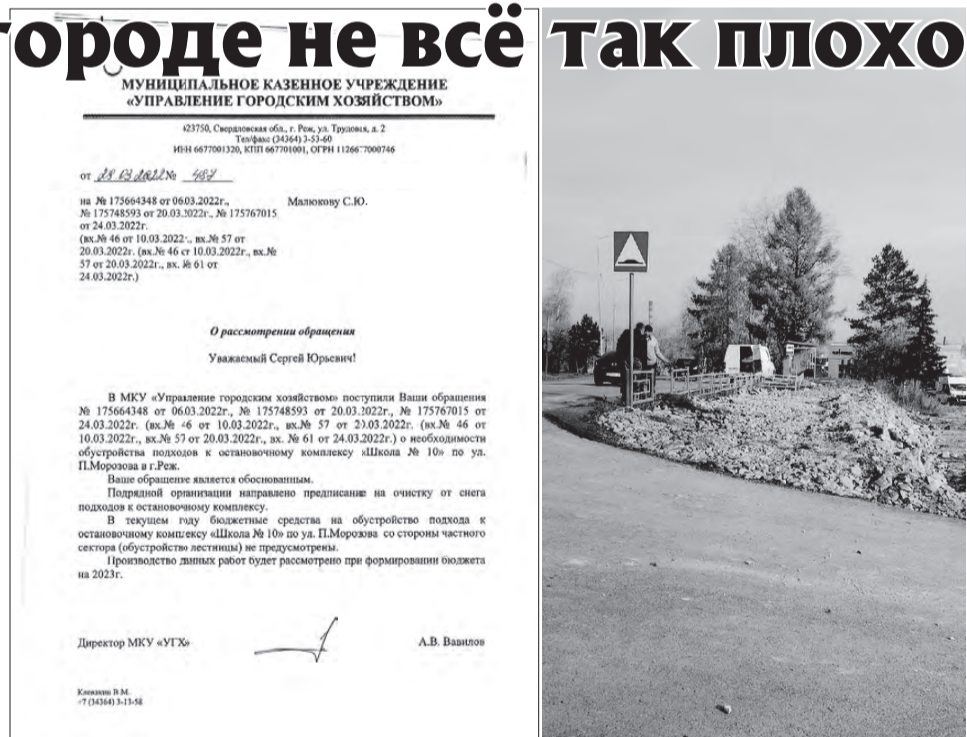 городе не всё так плохо
МУНИЦИПАЛЬНОЕ КАЗЕННОЕ УЧРЕЖДЕНИЕ
«УПРАВЛЕНИЕ ГОРОДСКИМ ХОЗЯЙСТВОМ»
623750, Свердловская обл., г. Реж, ул. Трудовая, д. 2
Тел/факс (34364) 3-53-60
ИНН 6677001320, КПП 667701001, ОГРН 1126677000746
от 28.03.2022 № 487
на № 175664348 от 06.03.2022г.,
№ 175748593 от 20.03.2022г., № 175767015
от 24.03.2022г.
(вх.№ 46 от 10.03.2022г., вх.№ 57 от
20.03.2022г. (вх.№ 46 от 10.03.2022г., вх.№
57 от 20.03.2022г., вх. № 61 от
24.03.2022г.)
Малюкову С.Ю.
О рассмотрении обращения
Уважаемый Сергей Юрьевич!
В МКУ «Управление городским хозяйством» поступили Ваши обращения
№ 175664348 от 06.03.2022г., № 175748593 от 20.03.2022г., № 175767015 от
24.03.2022г. (вх.№ 46 от 10.03.2022г., вх.№ 57 от 20.03.2022г. (вх.№ 46 от
10.03.2022г., вх.№ 57 от 20.03.2022г., вх. № 61 от 24.03.2022г.) о необходимости
обустройства подходов к остановочному комплексу «Школа № 10» по ул.
П.Морозова в г.Реж.
Ваше обращение является обоснованным.
Подрядной организации направлено предписание на очистку от снега
подходов к остановочному комплексу.
В текущем году бюджетные средства на обустройство подхода к
остановочному комплексу «Школа № 10» по ул. П.Морозова со стороны частного
сектора (обустройство лестницы) не предусмотрены.
Производство данных работ будет рассмотрено при формировании бюджета
на 2023г.
Директор МКУ «УГХ»
А.В. Вавилов
В.М.
+7 (34364) 3-13-58